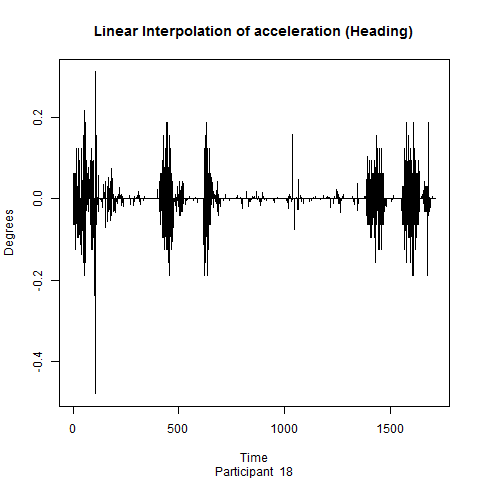 Linear Interpolation of acceleration (Heading)
0.2
0.0
-0.2
-0.4
Degrees
0 500 1000 1500
Time
Participant 18